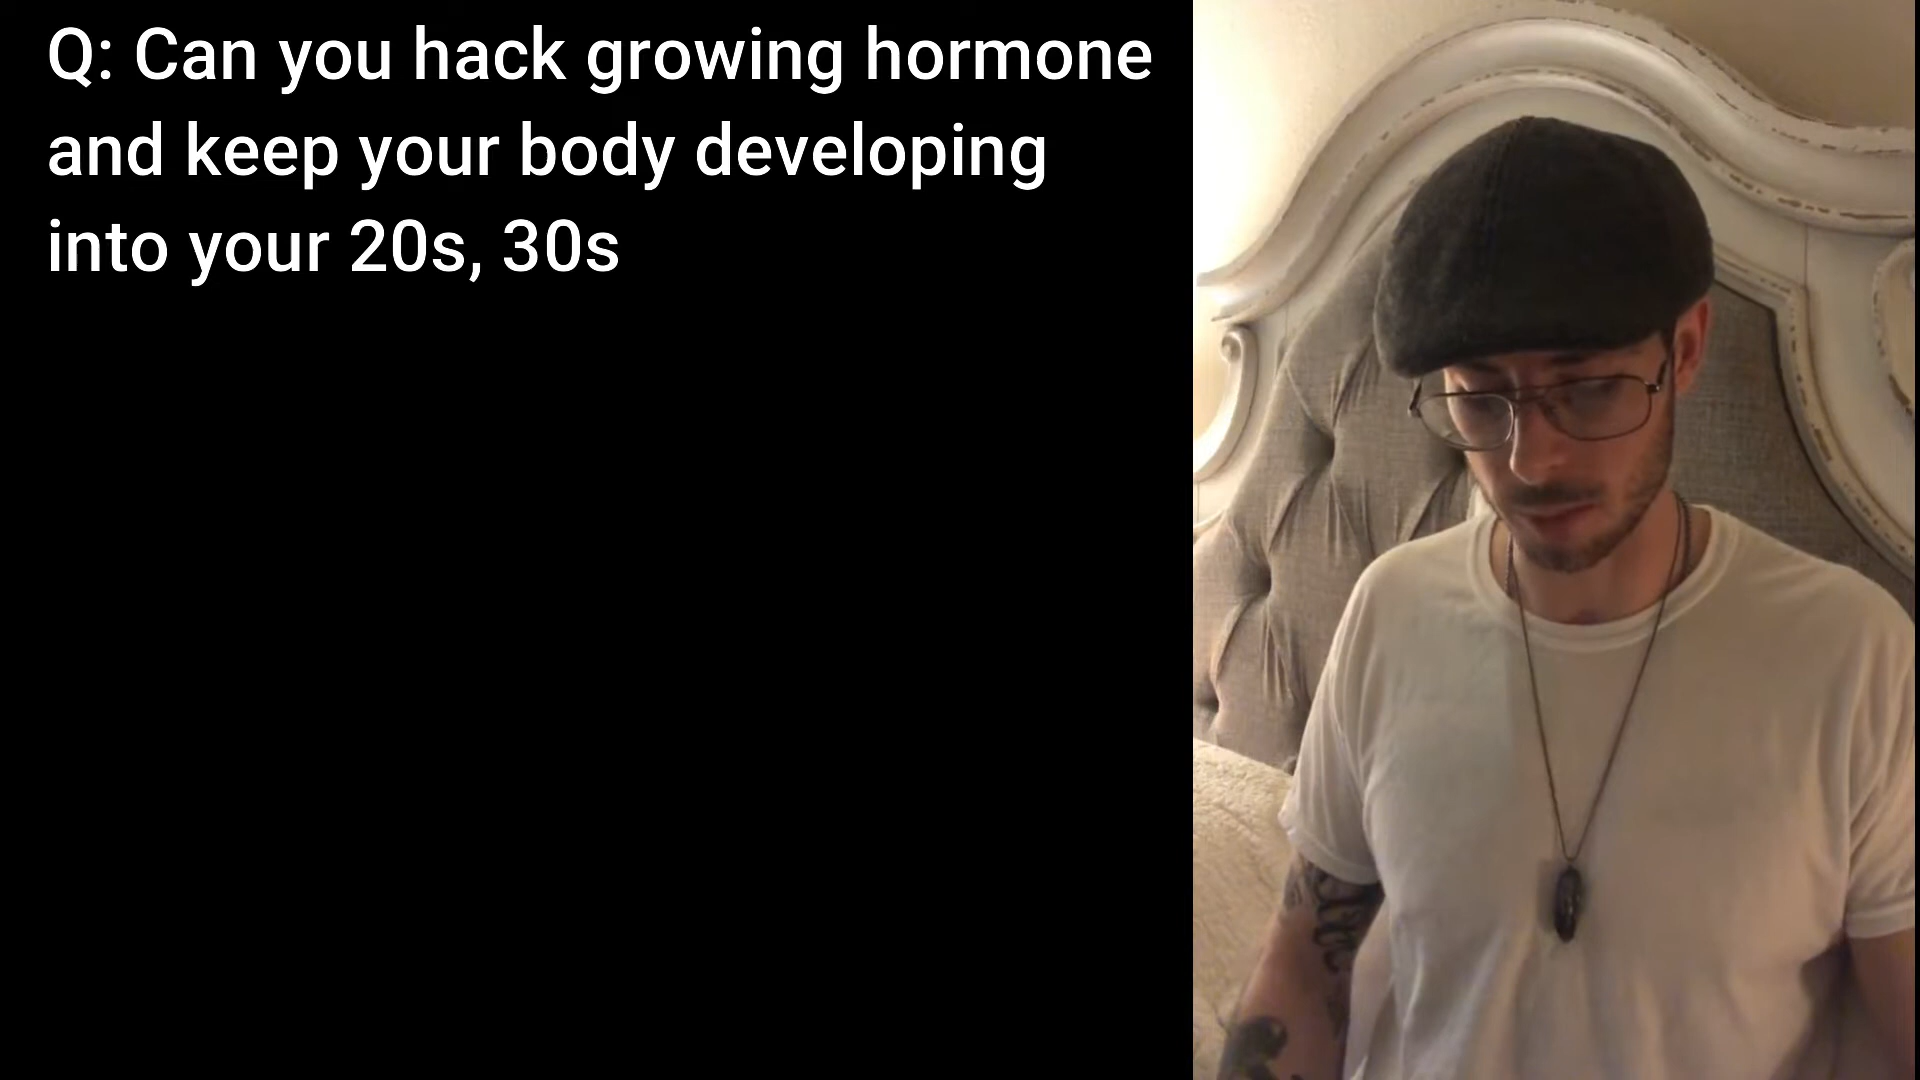 Q: Can you hack growing hormone
and keep your body developing
into your 20s, 30s